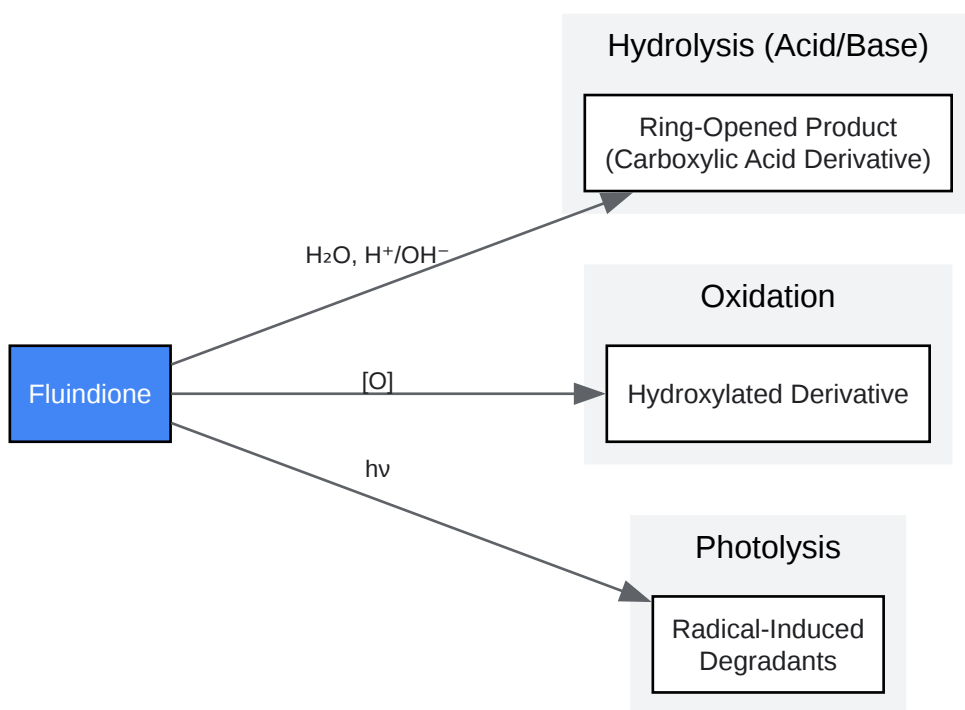 Hydrolysis (Acid/Base)
Ring-Opened Product
(Carboxylic Acid Derivative)
H₂O, H⁺/OH⁻
Oxidation
Fluindione
[O]
Hydroxylated Derivative
hν
Photolysis
Radical-Induced
Degradants